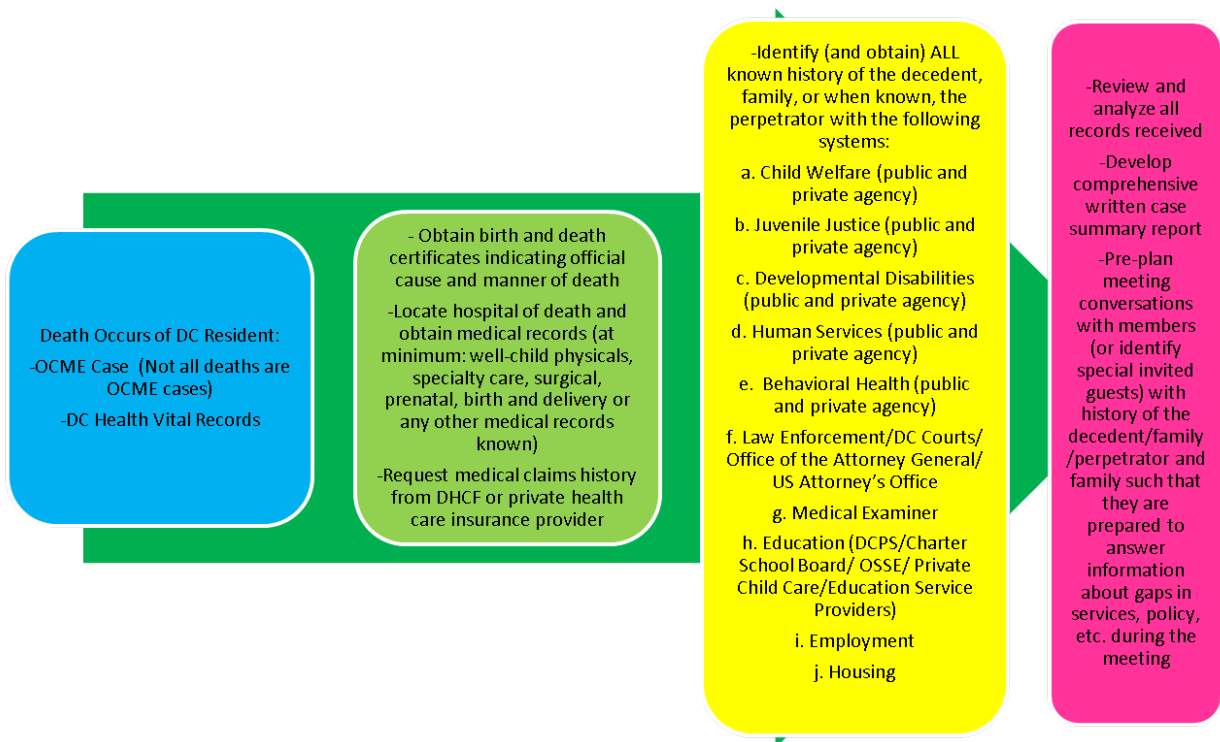 Death Occurs of DC Resident:
-OCME Case  (Not all deaths are
OCME cases)
-DC Health Vital Records
- Obtain birth and death
certificates indicating official
cause and manner of death
-Locate hospital of death and
obtain medical records (at
minimum: well-child physicals,
specialty care, surgical,
prenatal, birth and delivery or
any other medical records
known)
-Request medical claims history
from DHCF or private health
care insurance provider
-Identify (and obtain) ALL
known history of the decedent,
family, or when known, the
perpetrator with the following
systems:
a. Child Welfare (public and
private agency)
b. Juvenile Justice (public and
private agency)
c. Developmental Disabilities
(public and private agency)
d. Human Services (public and
private agency)
e.  Behavioral Health (public
and private agency)
f. Law Enforcement/DC Courts/
Office of the Attorney General/
US Attorney’s Office
g. Medical Examiner
h. Education (DCPS/Charter
School Board/ OSSE/ Private
Child Care/Education Service
Providers)
i. Employment
j. Housing
-Review and
analyze all
records received
-Develop
comprehensive
written case
summary report
-Pre-plan
meeting
conversations
with members
(or identify
special invited
guests) with
history of the
decedent/family
/perpetrator and
family such that
they are
prepared to
answer
information
about gaps in
services, policy,
etc. during the
meeting